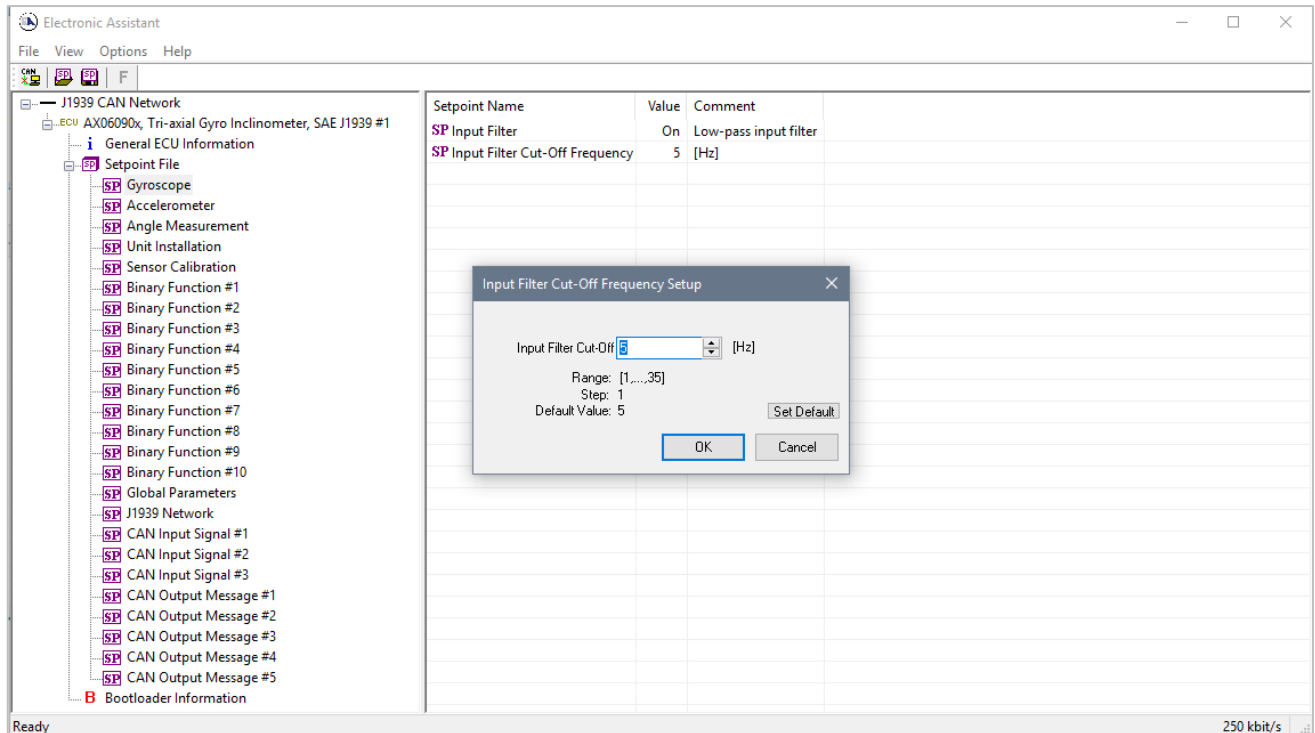 Electronic Assistant
File View Options Help
CAN SP SP F
J1939 CAN Network
ECU AX06090x, Tri-axial Gyro Inclinometer, SAE J1939 #1
i General ECU Information
SP Setpoint File
SP Gyroscope
SP Accelerometer
SP Angle Measurement
SP Unit Installation
SP Sensor Calibration
SP Binary Function #1
SP Binary Function #2
SP Binary Function #3
SP Binary Function #4
SP Binary Function #5
SP Binary Function #6
SP Binary Function #7
SP Binary Function #8
SP Binary Function #9
SP Binary Function #10
SP Global Parameters
SP J1939 Network
SP CAN Input Signal #1
SP CAN Input Signal #2
SP CAN Input Signal #3
SP CAN Output Message #1
SP CAN Output Message #2
SP CAN Output Message #3
SP CAN Output Message #4
SP CAN Output Message #5
B Bootloader Information
Setpoint Name Value Comment
SP Input Filter On Low-pass input filter
SP Input Filter Cut-Off Frequency 5 [Hz]
Input Filter Cut-Off Frequency Setup
Input Filter Cut-Off 5 [Hz]
Range: [1,...,35]
Step: 1
Default Value: 5 Set Default
OK Cancel
Ready 250 kbit/s